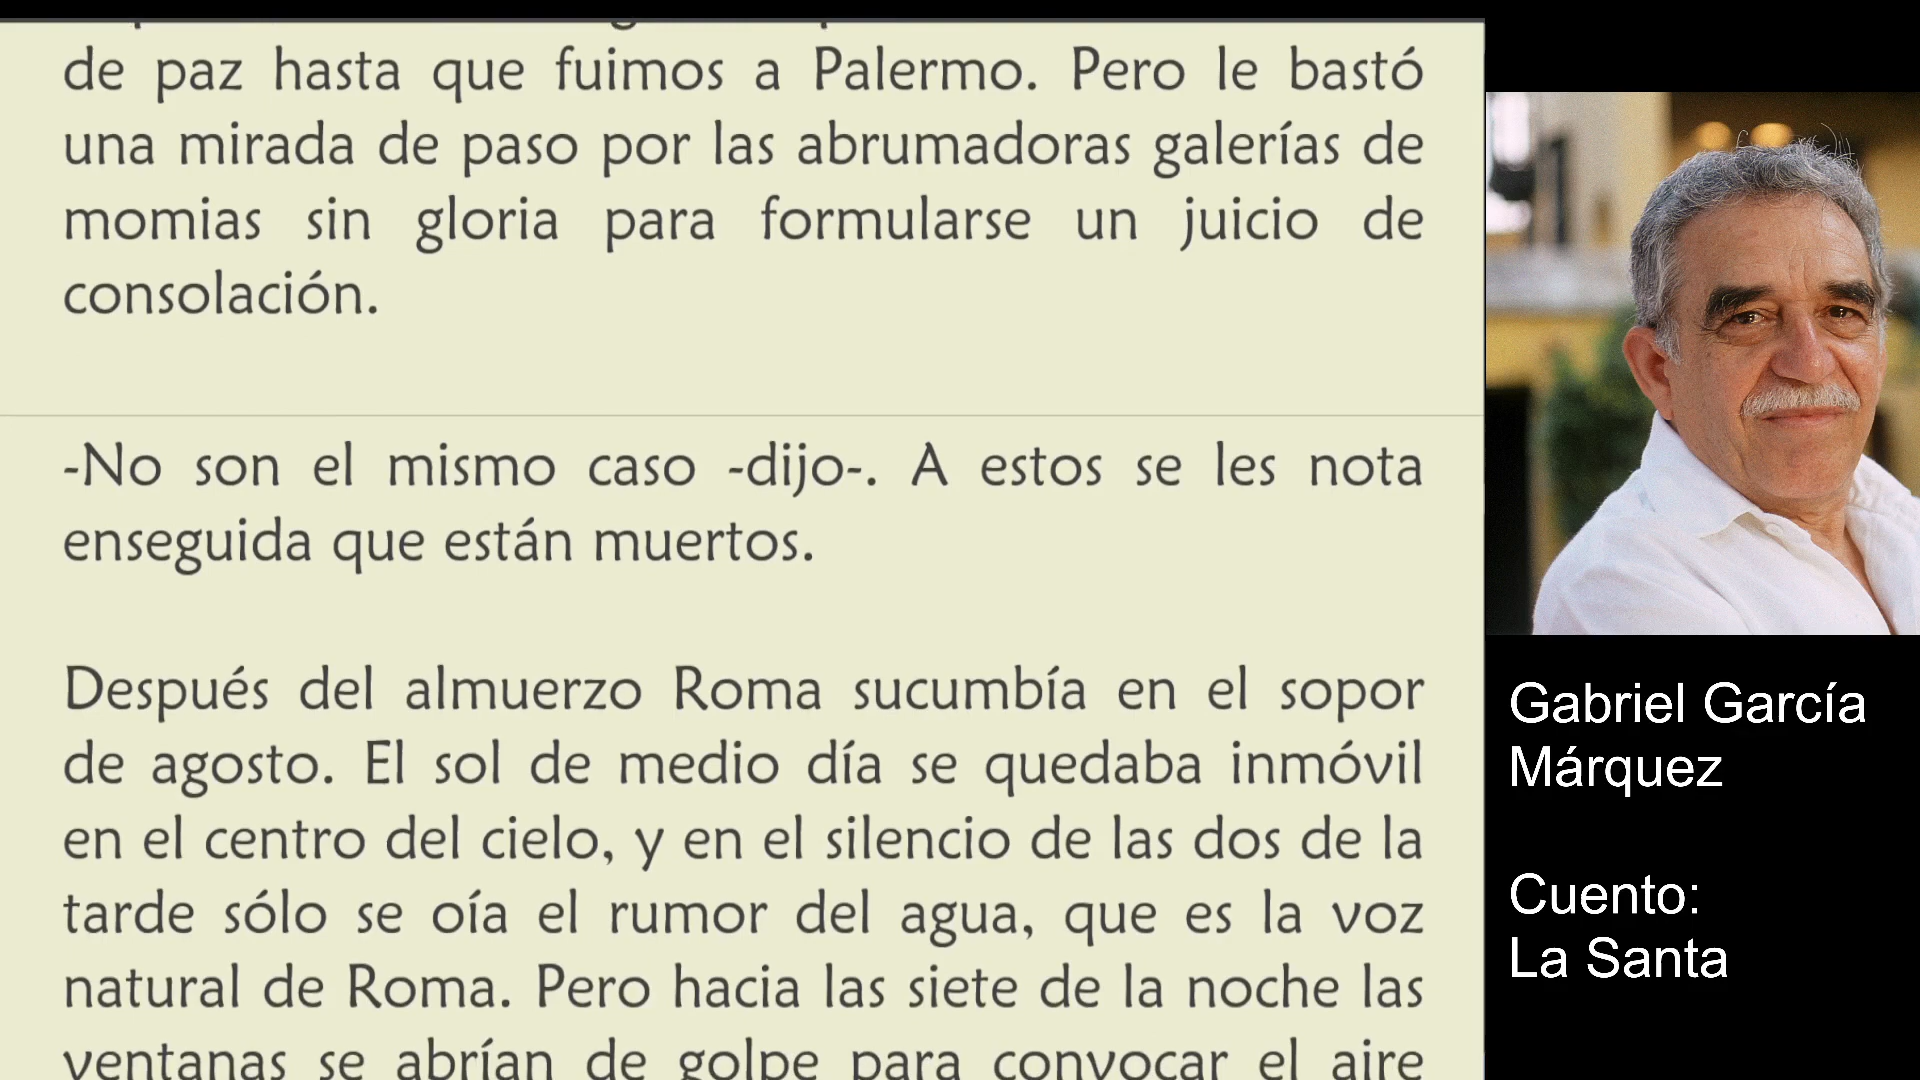 de paz hasta que fuimos a Palermo. Pero le bastó
una mirada de paso por las abrumadoras galerías de
momias sin gloria para formularse un juicio de
consolación.
-No son el mismo caso -dijo-. A estos se les nota
enseguida que están muertos.
Después del almuerzo Roma sucumbía en el sopor
de agosto. El sol de medio día se quedaba inmóvil
en el centro del cielo, y en el silencio de las dos de la
tarde sólo se oía el rumor del agua, que es la voz
natural de Roma. Pero hacia las siete de la noche las
ventanas se abrían de golpe para convocar el aire
Gabriel García
Márquez
Cuento:
La Santa